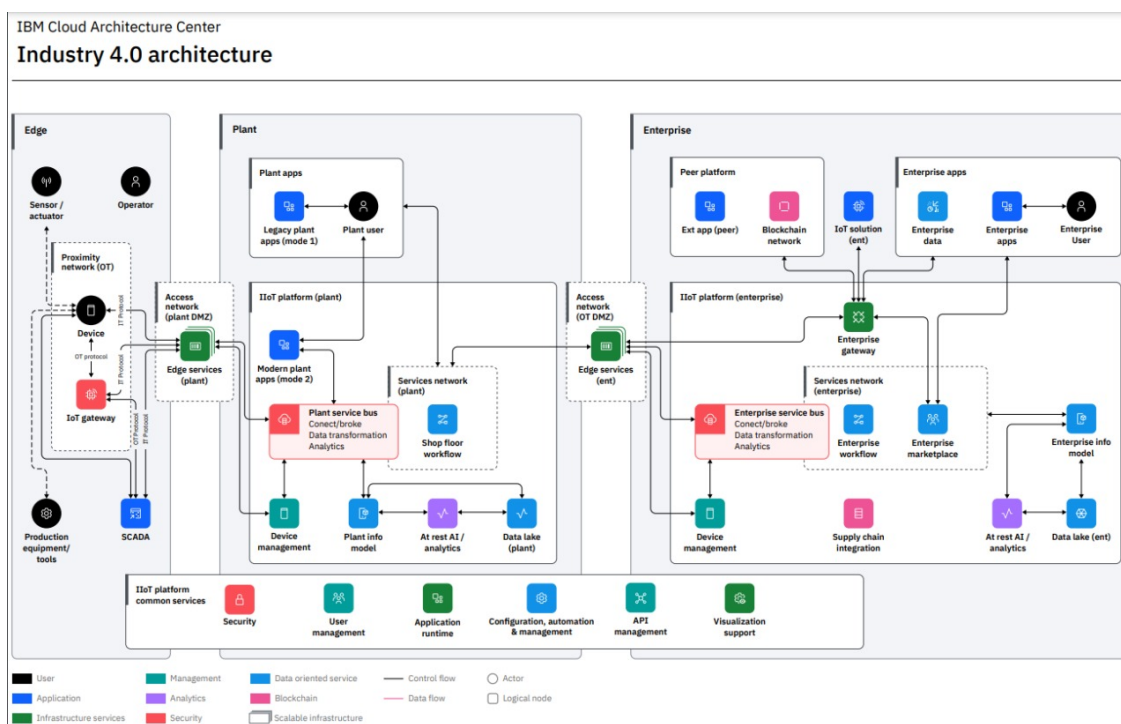 IBM Cloud Architecture Center
Industry 4.0 architecture
Edge
Sensor /
actuator
Operator
Proximity
network (OT)
Device
OT protocol
IoT gateway
IT Protocol
IT Protocol
OT Protocol
IT Protocol
Production
equipment/
tools
SCADA
Access
network
(plant DMZ)
Edge services
(plant)
Plant
Plant apps
Legacy plant
apps (mode 1)
Plant user
IIoT platform (plant)
Modern plant
apps (mode 2)
Services network
(plant)
Plant service bus
Conect/broke
Data transformation
Analytics
Shop floor
workflow
Device
management
Plant info
model
At rest AI /
analytics
Data lake
(plant)
Access
network
(OT DMZ)
Edge services
(ent)
Enterprise
Peer platform
Ext app (peer)
Blockchain
network
IoT solution
(ent)
Enterprise apps
Enterprise
data
Enterprise
apps
Enterprise
User
IIoT platform (enterprise)
Enterprise
gateway
Services network
(enterprise)
Enterprise service bus
Conect/broke
Data transformation
Analytics
Enterprise
workflow
Enterprise
marketplace
Enterprise info
model
Device
management
Supply chain
integration
At rest AI /
analytics
Data lake (ent)
IIoT platform
common services
Security
User
management
Application
runtime
Configuration, automation
& management
API
management
Visualization
support
User
Management
Data oriented service
Control flow
Actor
Application
Analytics
Blockchain
Data flow
Logical node
Infrastructure services
Security
Scalable infrastructure